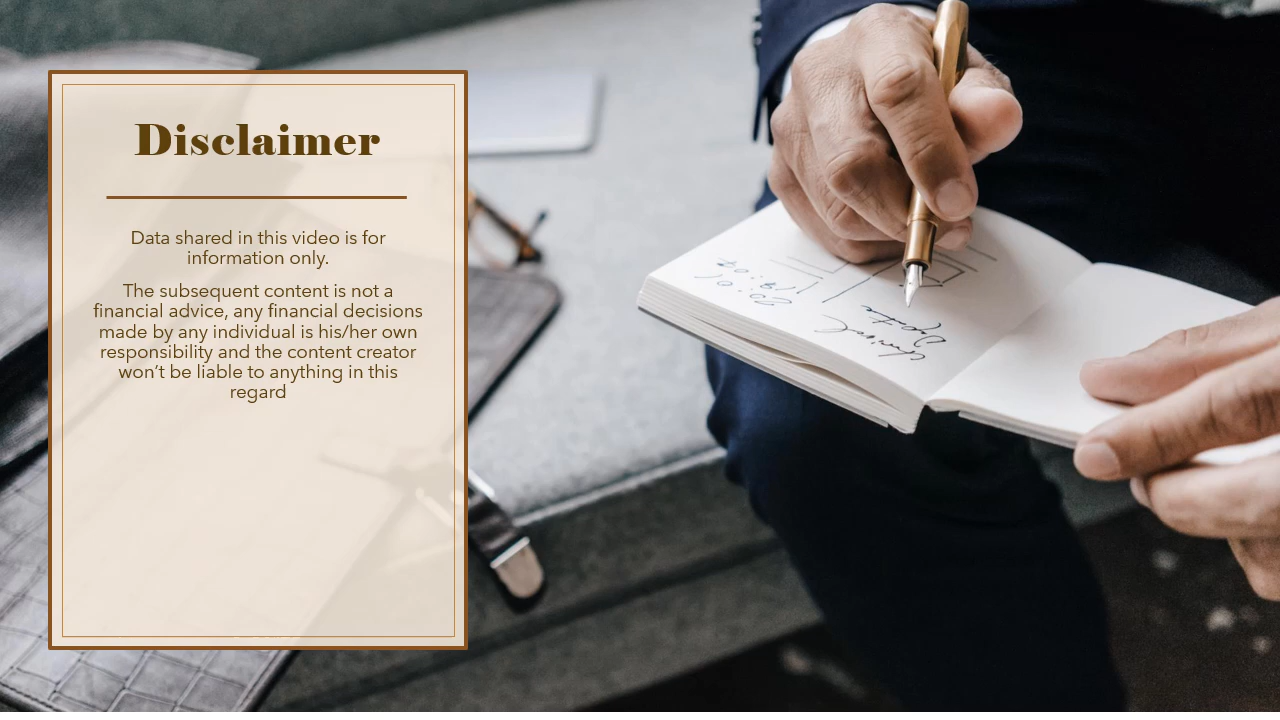 Disclaimer
Data shared in this video is for
information only.
The subsequent content is not a
financial advice, any financial decisions
made by any individual is his/her own
responsibility and the content creator
won’t be liable to anything in this
regard